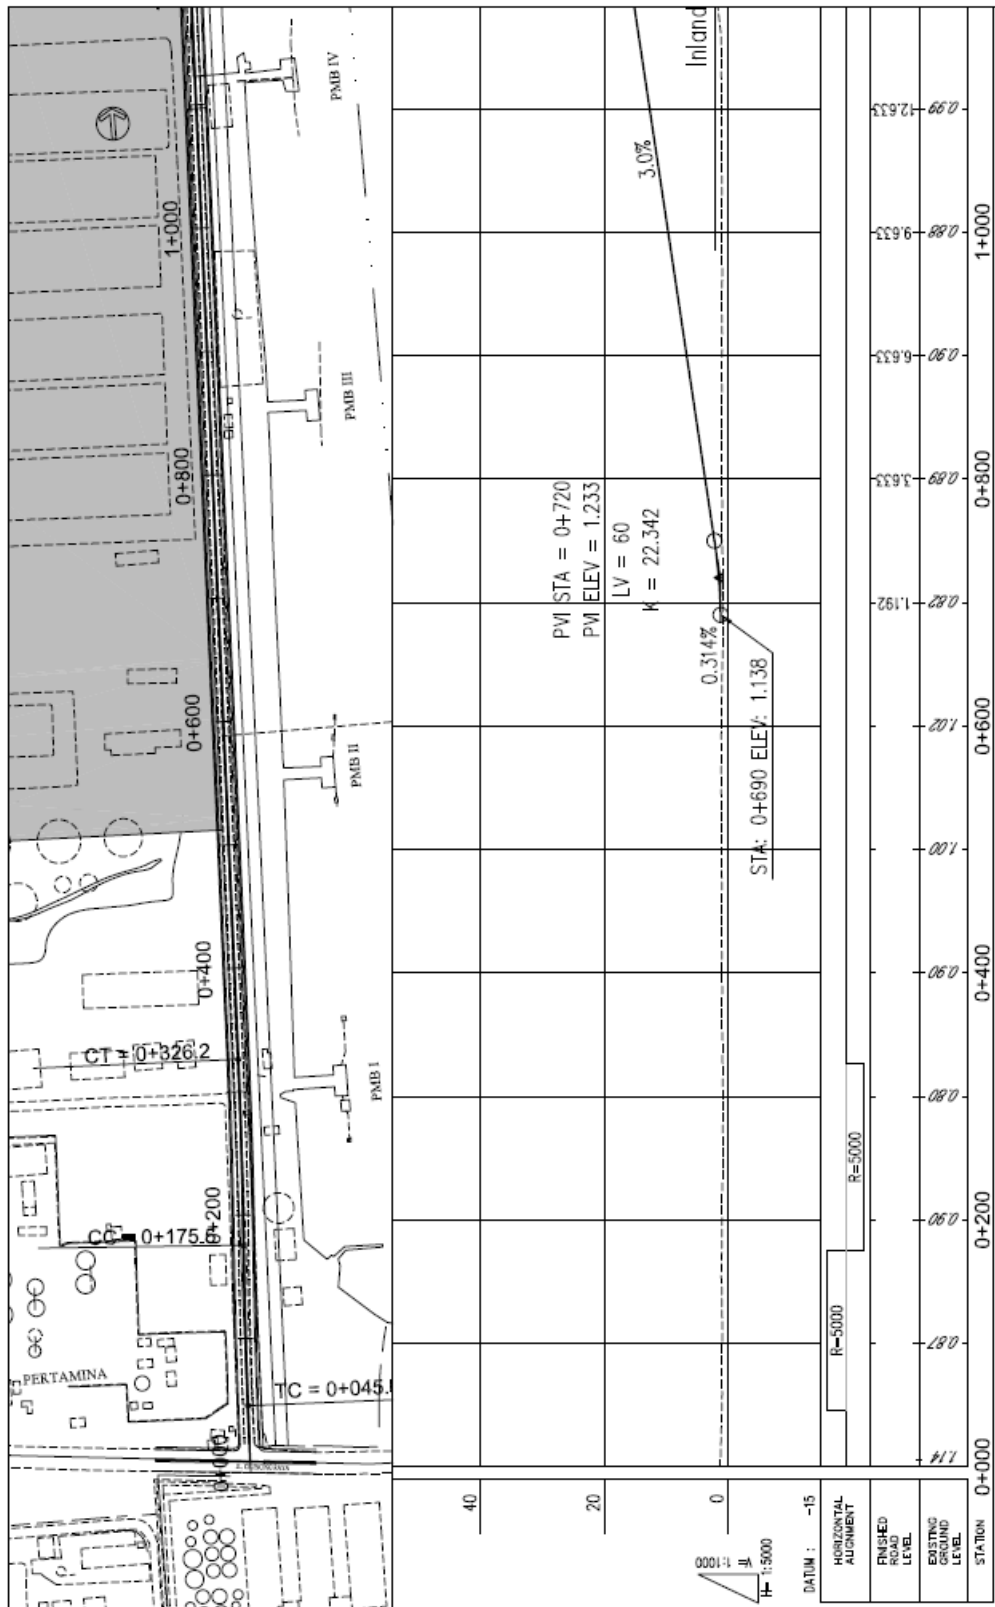 PMB IV
1+000
PMB III
0+800
0+600
PMB II
0+400
CT = 0+326.2
PMB I
0+200
CC = 0+175.6
PERTAMINA
TC = 0+045.
0+000
Inland
3.0%
PVI STA = 0+720
PVI ELEV = 1.233
LV = 60
K = 22.342
0.314%
STA: 0+690 ELEV: 1.138
40
20
0
DATUM : -15
V= 1:1000
H= 1:5000
HORIZONTAL ALIGNMENT
R=5000
R=5000
FINISHED ROAD LEVEL
1.192
3.633
6.633
9.633
12.633
EXISTING GROUND LEVEL
1.14
0.87
0.90
0.80
0.90
1.00
1.02
0.82
0.89
0.90
0.88
0.99
STATION
0+000
0+200
0+400
0+600
0+800
1+000